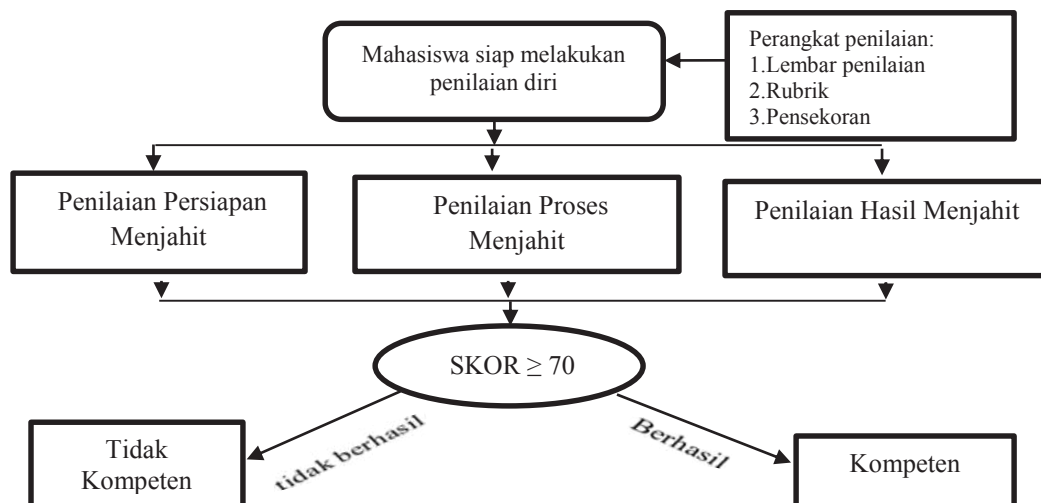 Mahasiswa siap melakukan
penilaian diri
Perangkat penilaian:
1.Lembar penilaian
2.Rubrik
3.Pensekoran
Penilaian Persiapan
Menjahit
Penilaian Proses
Menjahit
Penilaian Hasil Menjahit
SKOR ≥ 70
tidak berhasil
Berhasil
Tidak
Kompeten
Kompeten